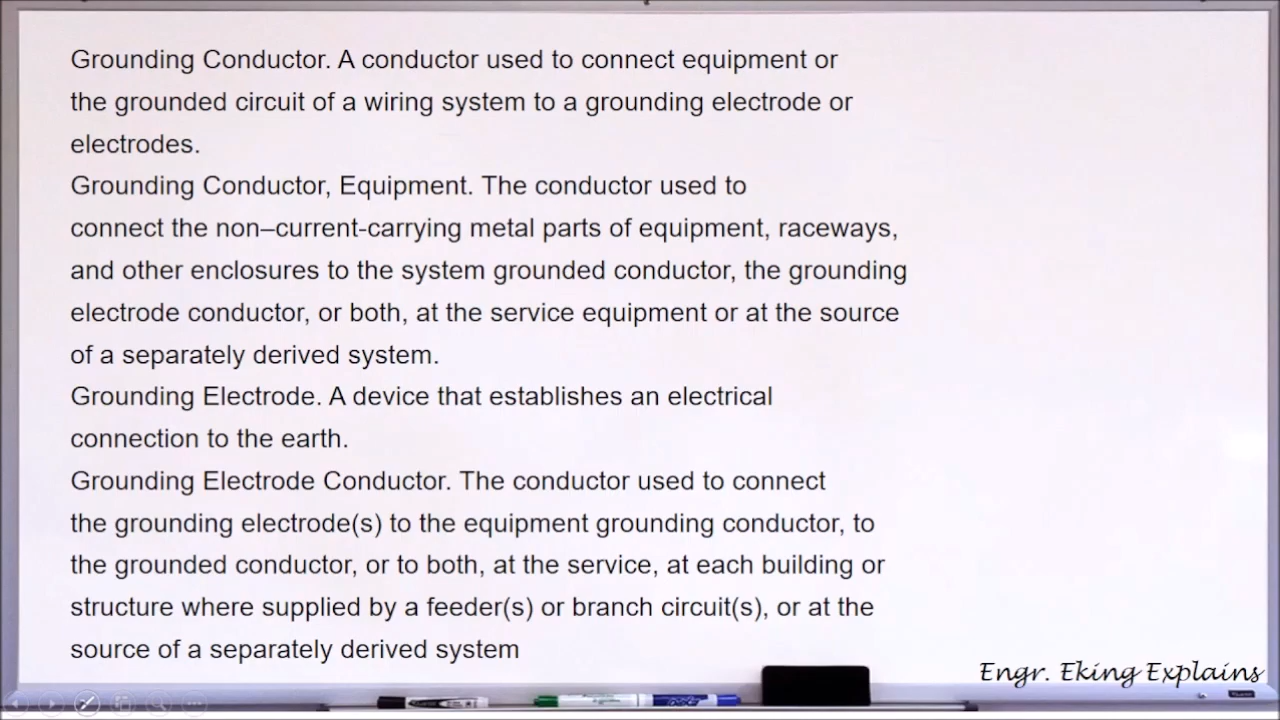 Grounding Conductor. A conductor used to connect equipment or
the grounded circuit of a wiring system to a grounding electrode or
electrodes.
Grounding Conductor, Equipment. The conductor used to
connect the non–current-carrying metal parts of equipment, raceways,
and other enclosures to the system grounded conductor, the grounding
electrode conductor, or both, at the service equipment or at the source
of a separately derived system.
Grounding Electrode. A device that establishes an electrical
connection to the earth.
Grounding Electrode Conductor. The conductor used to connect
the grounding electrode(s) to the equipment grounding conductor, to
the grounded conductor, or to both, at the service, at each building or
structure where supplied by a feeder(s) or branch circuit(s), or at the
source of a separately derived system
Engr. Eking Explains